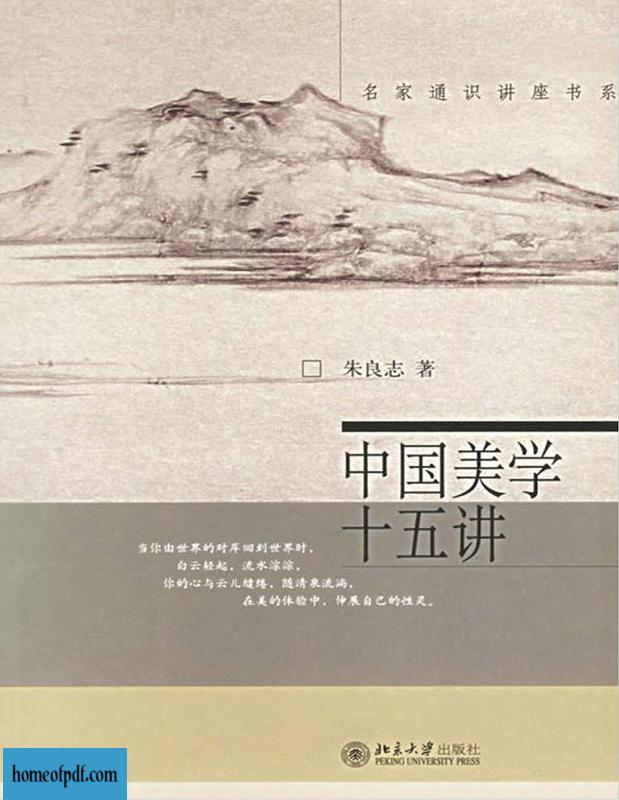 名家通识讲座书系
□ 朱良志 著
中国美学
十五讲
当你由世界的对岸回到世界时，
白云轻起，流水淙淙，
你的心与云儿缱绻，随清泉流淌，
在美的体验中，伸展自己的性灵。
北京大学出版社
PEKING UNIVERSITY PRESS
homeofpdf.com